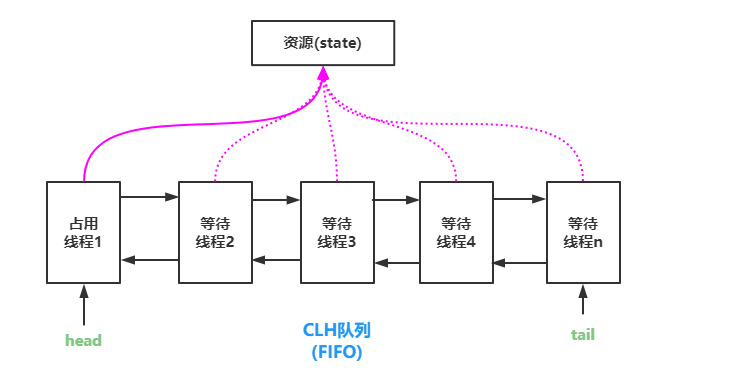 资源(state)
占用
线程1
等待
线程2
等待
线程3
等待
线程4
等待
线程n
head
CLH队列
(FIFO)
tail